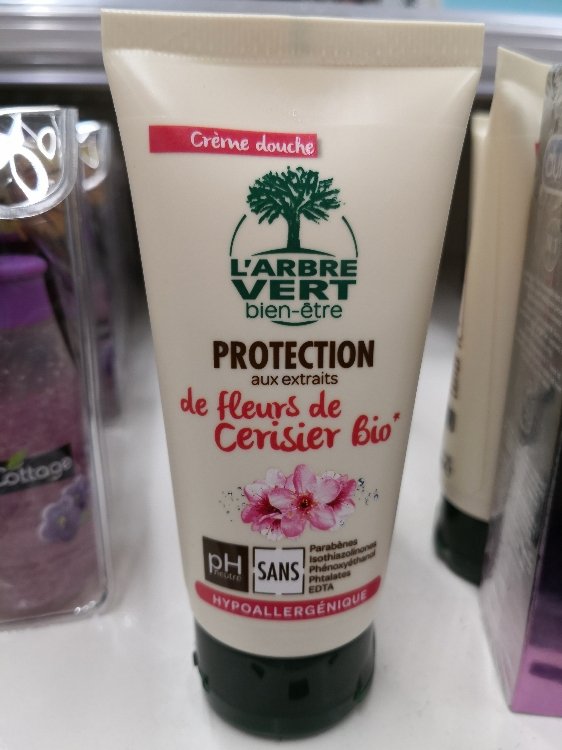 Crème douche
L'ARBRE
VERT
bien-être
PROTECTION
aux extraits
de fleurs de
Cerisier Bio*
pH
neutre
SANS
Parabènes
Isothiazolinones
Phénoxyéthanol
Phtalates
EDTA
HYPOALLERGÉNIQUE
Cottage